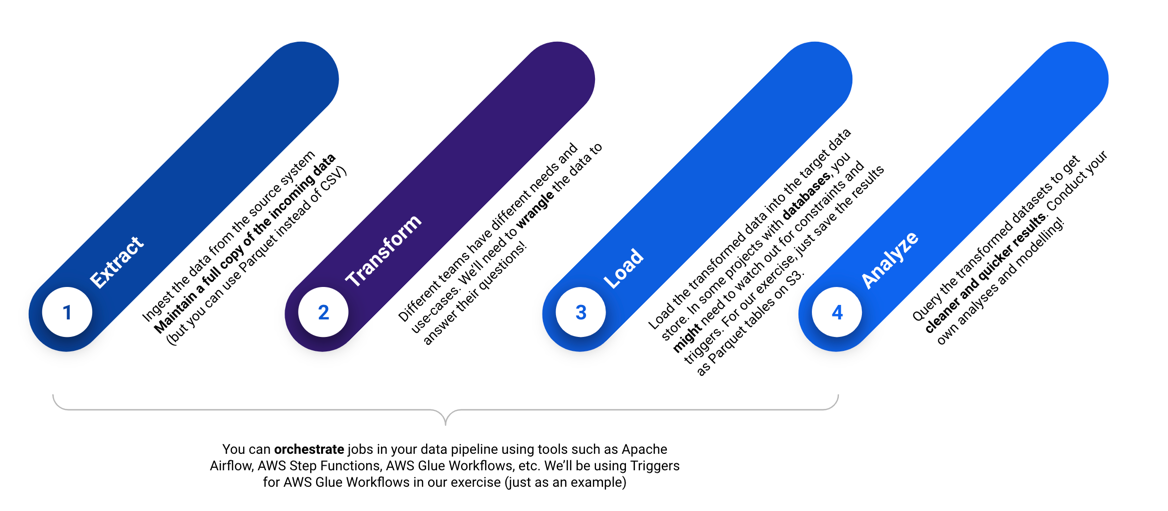 1
Extract
Ingest the data from the source system
Maintain a full copy of the incoming data
(but you can use Parquet instead of CSV)
2
Transform
Different teams have different needs and
use-cases. We'll need to wrangle the data to
answer their questions!
3
Load
Load the transformed data into the target data
store. In some projects with databases, you
might need to watch out for constraints and
triggers. For our exercise, just save the results
as Parquet tables on S3.
4
Analyze
Query the transformed datasets to get
cleaner and quicker results. Conduct your
own analyses and modelling!
You can orchestrate jobs in your data pipeline using tools such as Apache
Airflow, AWS Step Functions, AWS Glue Workflows, etc. We'll be using Triggers
for AWS Glue Workflows in our exercise (just as an example)